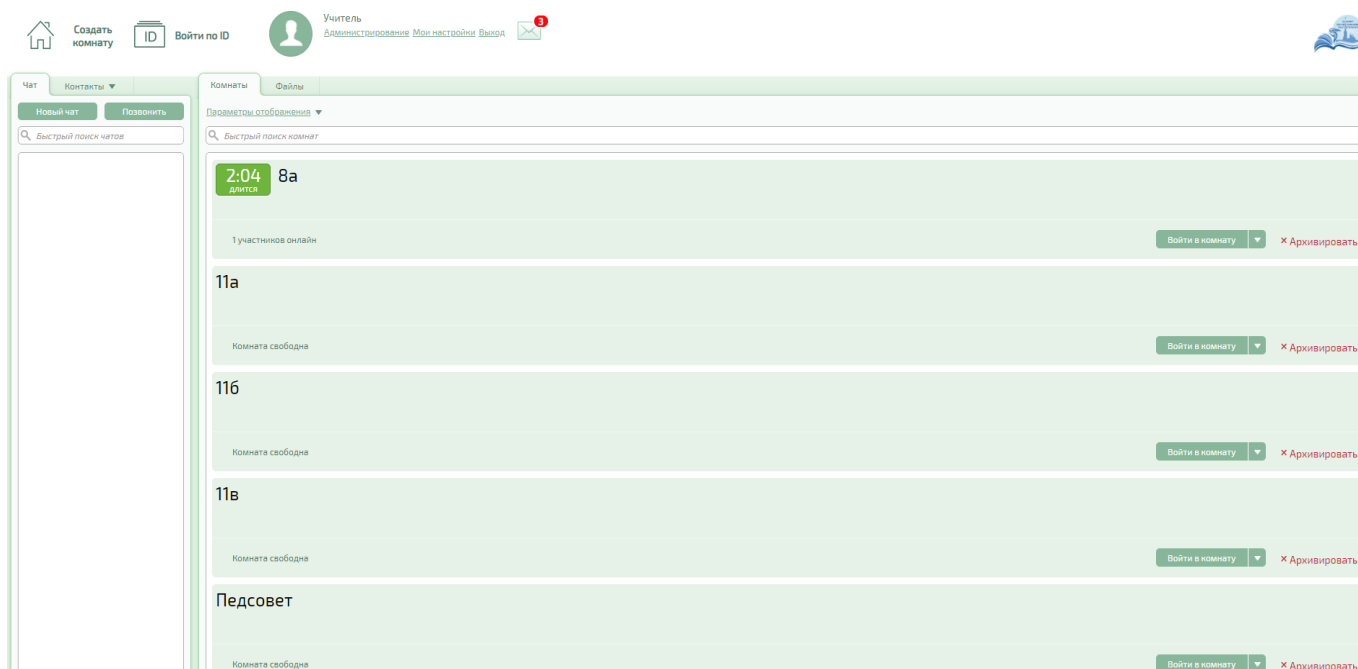 Создать комнату
ID
Войти по ID
Учитель
Администрирование Мои настройки Выход
3
Чат
Контакты
Новый чат
Позвонить
Быстрый поиск чатов
Комнаты
Файлы
Параметры отображения
Быстрый поиск комнат
2:04
длится
8а
1 участников онлайн
Войти в комнату
× Архивировать
11а
Комната свободна
Войти в комнату
× Архивировать
11б
Комната свободна
Войти в комнату
× Архивировать
11в
Комната свободна
Войти в комнату
× Архивировать
Педсовет
Комната свободна
Войти в комнату
× Архивировать